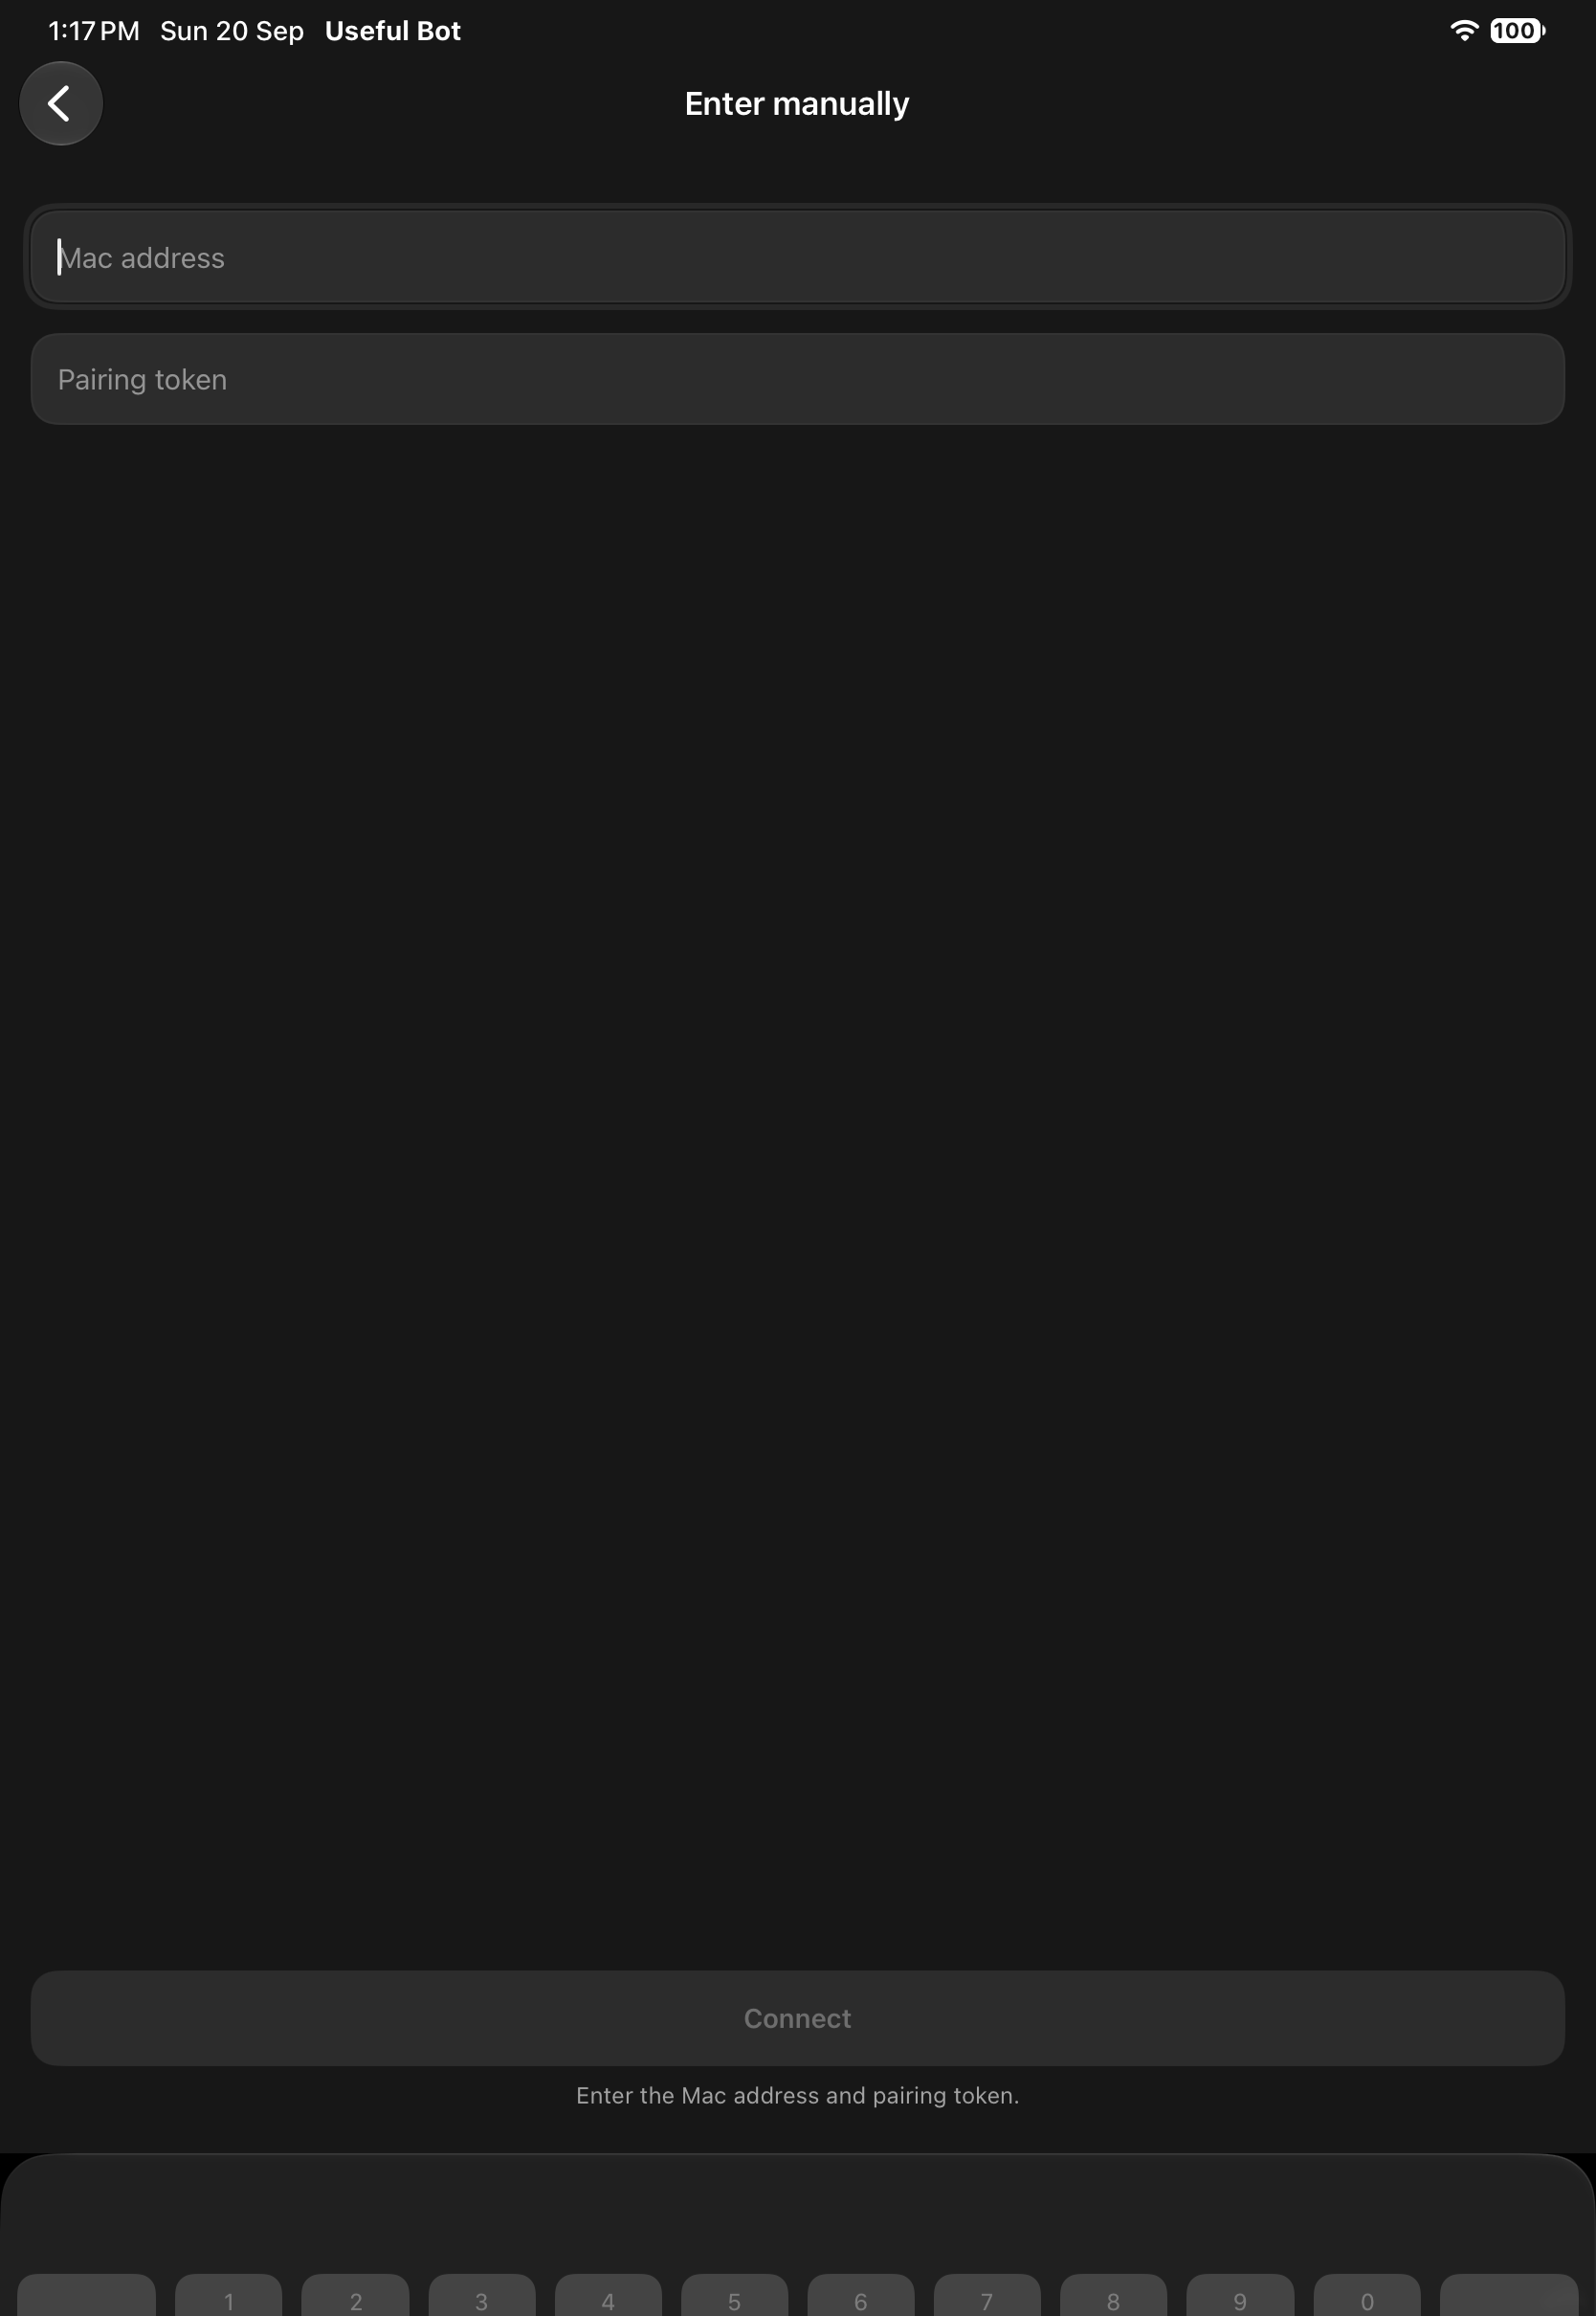 1:17 PM Sun 20 Sep Useful Bot 100
Enter manually
Mac address
Pairing token
Connect
Enter the Mac address and pairing token.
1 2 3 4 5 6 7 8 9 0